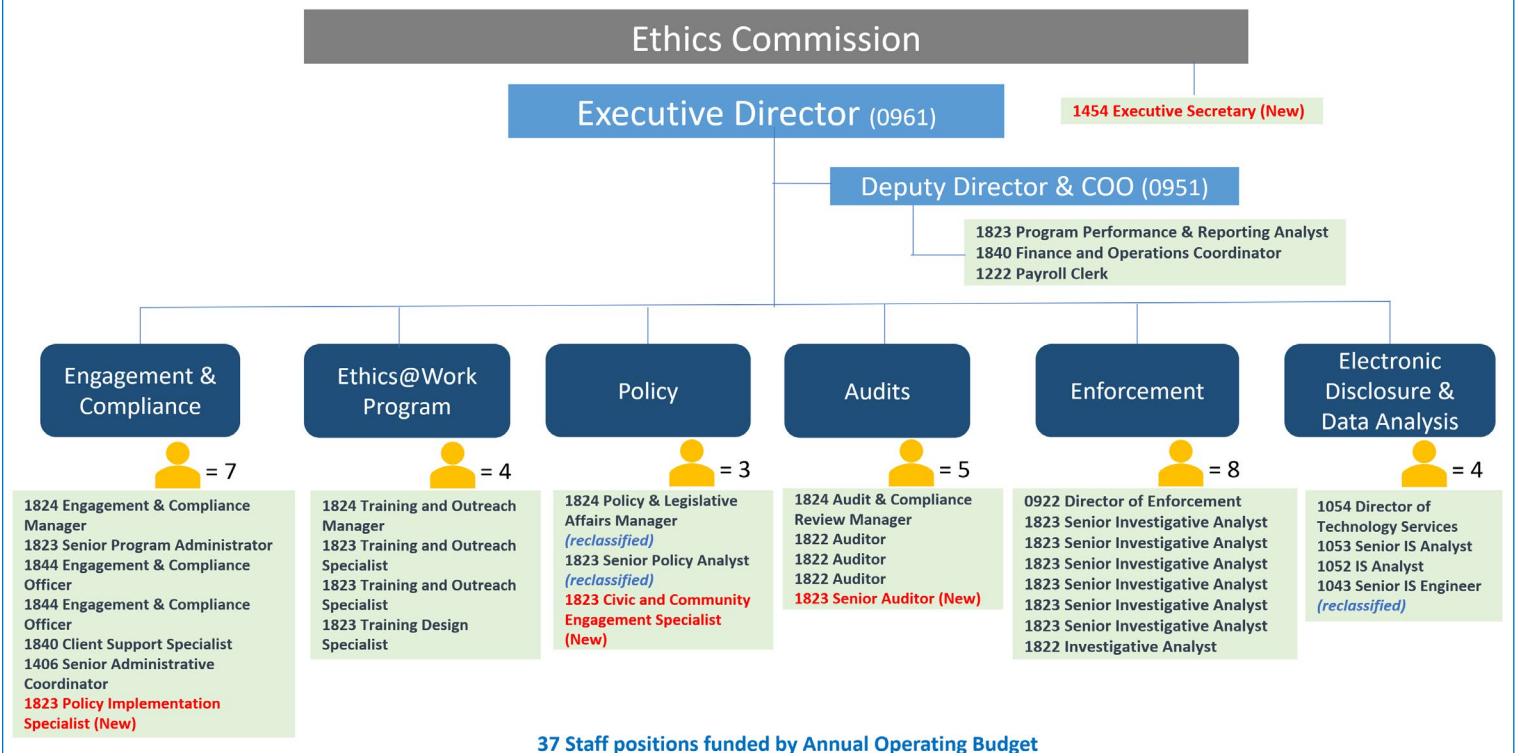 Ethics Commission
Executive Director (0961)
1454 Executive Secretary (New)
Deputy Director & COO (0951)
1823 Program Performance & Reporting Analyst
1840 Finance and Operations Coordinator
1222 Payroll Clerk
Engagement &
Compliance
= 7
1824 Engagement & Compliance
Manager
1823 Senior Program Administrator
1844 Engagement & Compliance
Officer
1844 Engagement & Compliance
Officer
1840 Client Support Specialist
1406 Senior Administrative
Coordinator
1823 Policy Implementation
Specialist (New)
Ethics@Work
Program
= 4
1824 Training and Outreach
Manager
1823 Training and Outreach
Specialist
1823 Training and Outreach
Specialist
1823 Training Design
Specialist
Policy
= 3
1824 Policy & Legislative
Affairs Manager
(reclassified)
1823 Senior Policy Analyst
(reclassified)
1823 Civic and Community
Engagement Specialist
(New)
Audits
= 5
1824 Audit & Compliance
Review Manager
1822 Auditor
1822 Auditor
1822 Auditor
1823 Senior Auditor (New)
Enforcement
= 8
0922 Director of Enforcement
1823 Senior Investigative Analyst
1823 Senior Investigative Analyst
1823 Senior Investigative Analyst
1823 Senior Investigative Analyst
1823 Senior Investigative Analyst
1823 Senior Investigative Analyst
1822 Investigative Analyst
Electronic
Disclosure &
Data Analysis
= 4
1054 Director of
Technology Services
1053 Senior IS Analyst
1052 IS Analyst
1043 Senior IS Engineer
(reclassified)
37 Staff positions funded by Annual Operating Budget